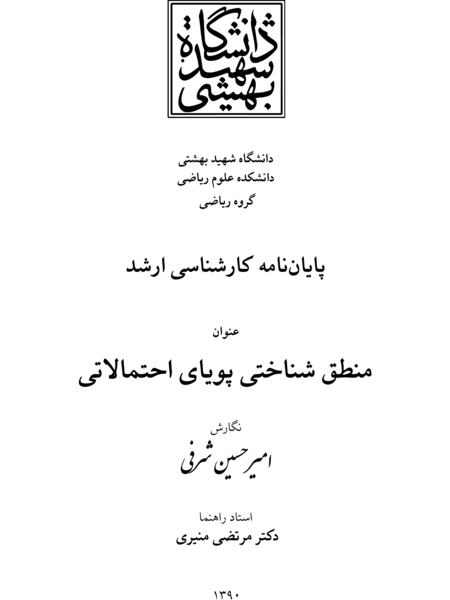 دانشگاه
شهید
بهشتی
دانشگاه شهید بهشتی
دانشکده علوم ریاضی
گروه ریاضی
پایان‌نامه کارشناسی ارشد
عنوان
منطق شناختی پویای احتمالاتی
نگارش
امیرحسین شرفی
استاد راهنما
دکتر مرتضی منیری
۱۳۹۰